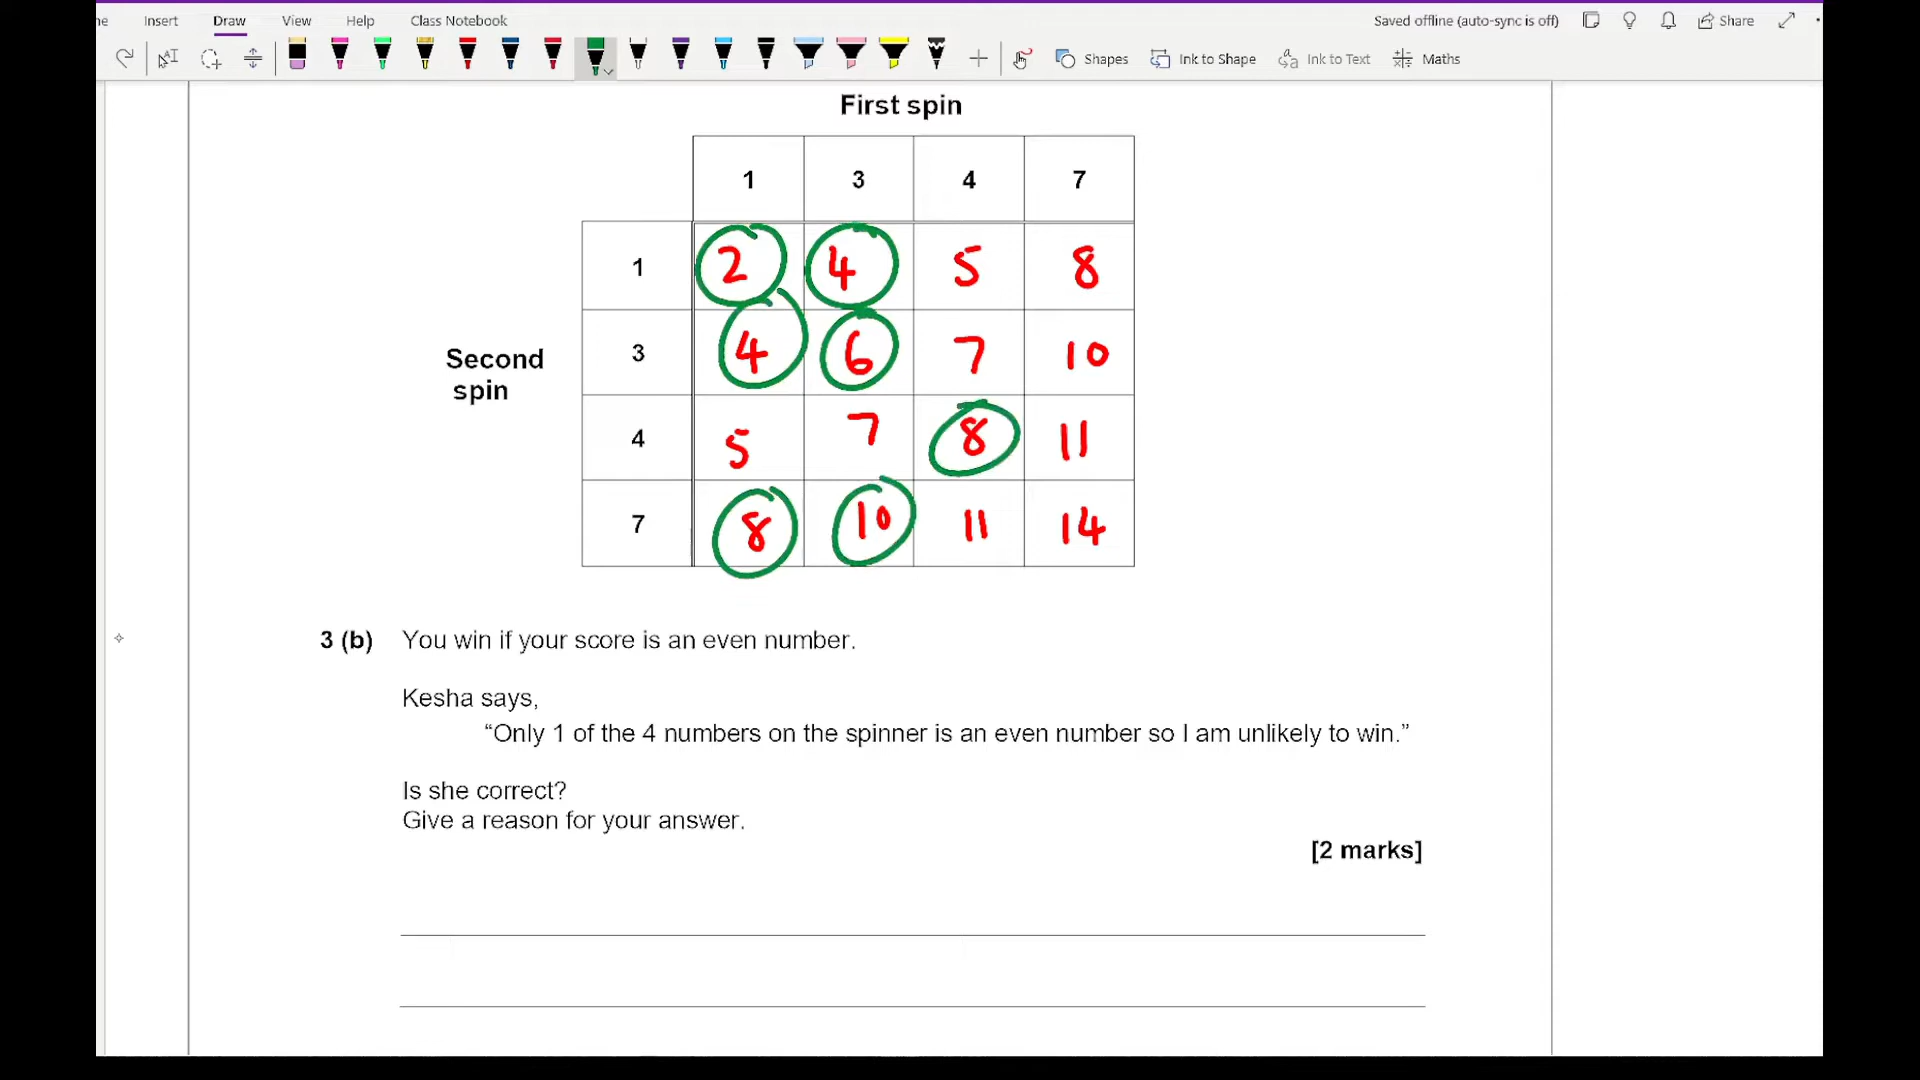 Insert Draw View Help Class Notebook Saved offline (auto-sync is off) Share
Shapes Ink to Shape Ink to Text Maths
First spin
1 3 4 7
1 2 4 5 8
3 4 6 7 10
Second
spin
4 5 7 8 11
7 8 10 11 14
3 (b) You win if your score is an even number.
Kesha says,
“Only 1 of the 4 numbers on the spinner is an even number so I am unlikely to win.”
Is she correct?
Give a reason for your answer.
[2 marks]